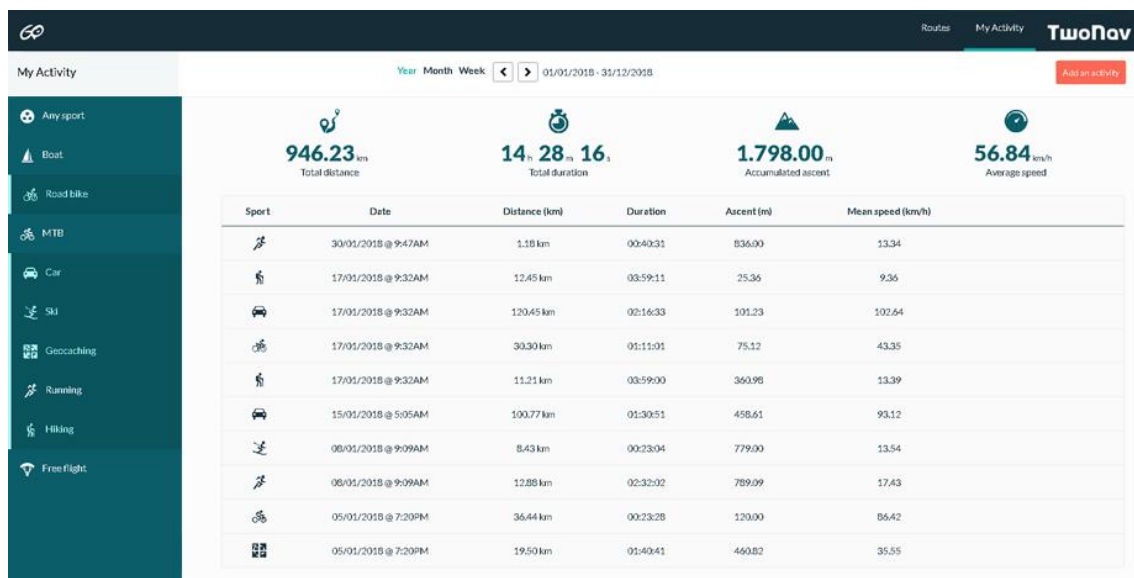 GO
Routes My Activity TwoNav
My Activity
Year Month Week 01/01/2018 - 31/12/2018
Add an activity
Any sport
Boat
Road bike
MTB
Car
Ski
Geocaching
Running
Hiking
Free flight
946.23 km 14 h 28 m 16 s 1.798.00 m 56.84 km/h
Total distance Total duration Accumulated ascent Average speed
Sport Date Distance (km) Duration Ascent (m) Mean speed (km/h)
30/01/2018 @ 9:47AM 1.18 km 00:40:31 836.00 13.34
17/01/2018 @ 9:32AM 12.45 km 03:59:11 25.36 9.36
17/01/2018 @ 9:32AM 120.45 km 02:16:33 101.23 102.64
17/01/2018 @ 9:32AM 30.30 km 01:11:01 75.12 43.35
17/01/2018 @ 9:32AM 11.21 km 03:59:00 360.98 13.39
15/01/2018 @ 5:05AM 100.77 km 01:30:51 458.61 93.12
08/01/2018 @ 9:09AM 8.43 km 00:23:04 779.00 13.54
08/01/2018 @ 9:09AM 12.88 km 02:32:02 789.09 17.43
05/01/2018 @ 7:20PM 36.44 km 00:23:28 120.00 86.42
05/01/2018 @ 7:20PM 19.50 km 01:40:41 460.82 35.55